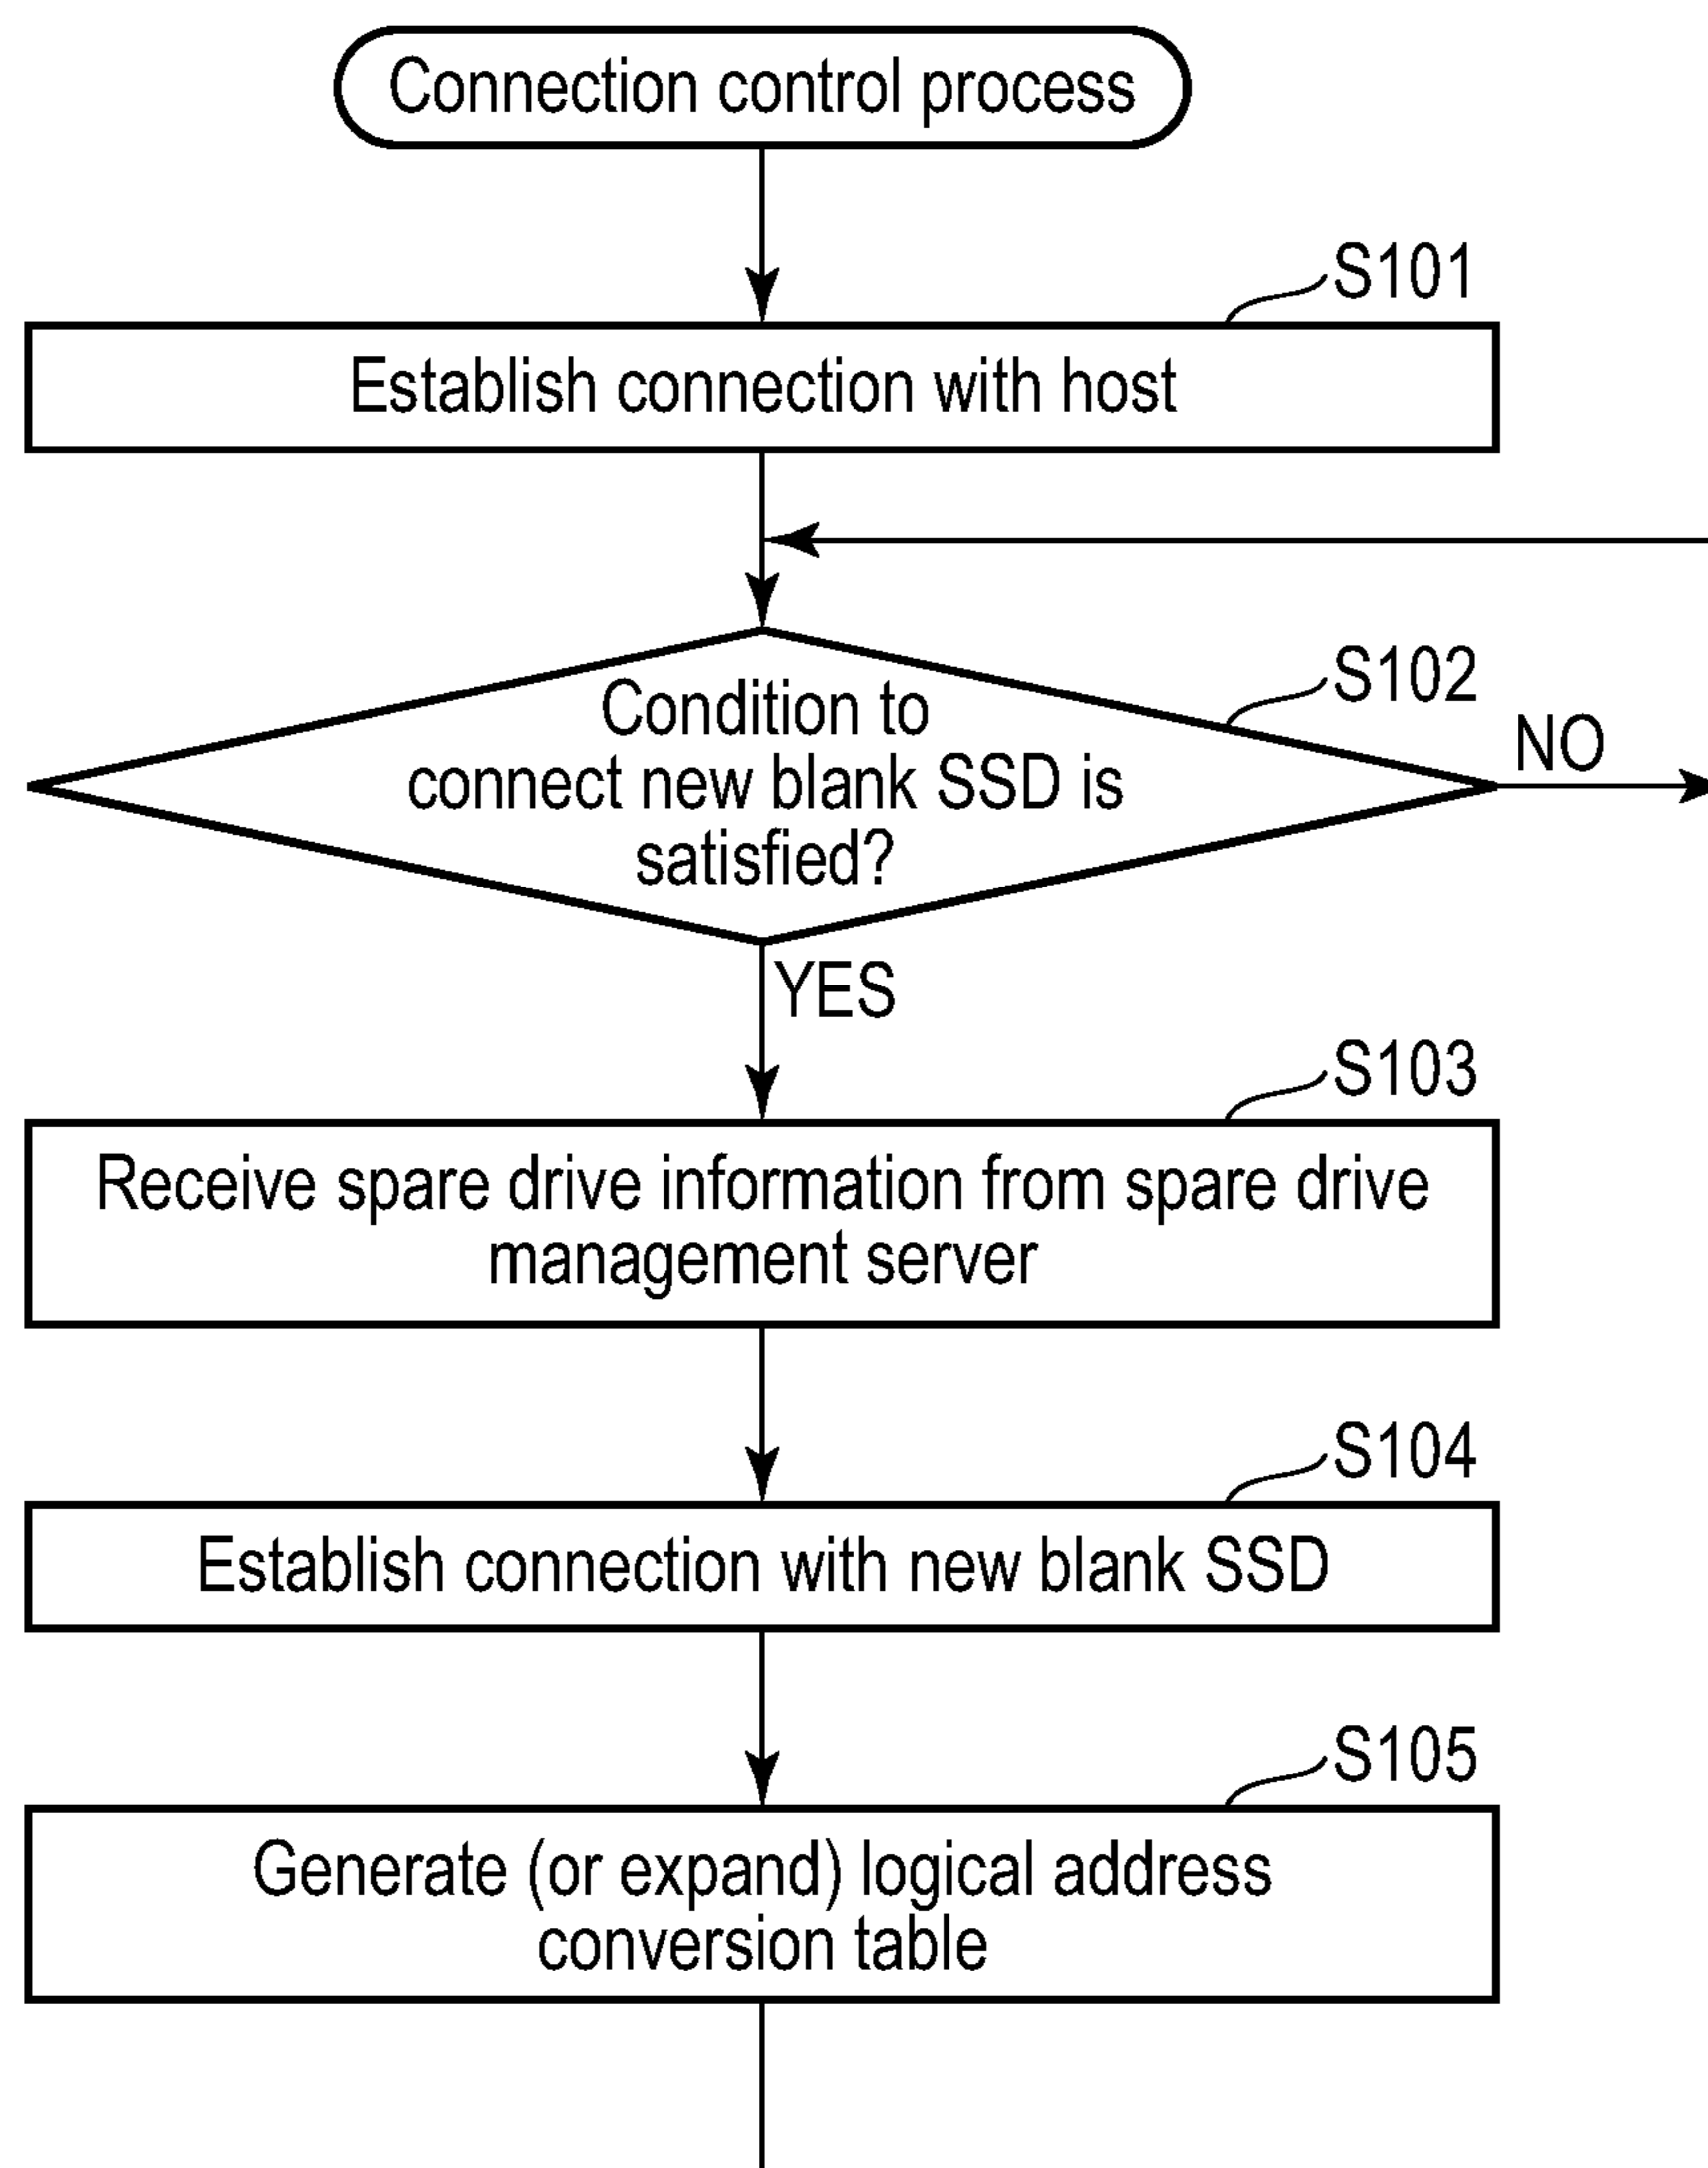 Connection control process
S101
Establish connection with host
S102
Condition to
connect new blank SSD is
satisfied?
NO
YES
S103
Receive spare drive information from spare drive
management server
S104
Establish connection with new blank SSD
S105
Generate (or expand) logical address
conversion table